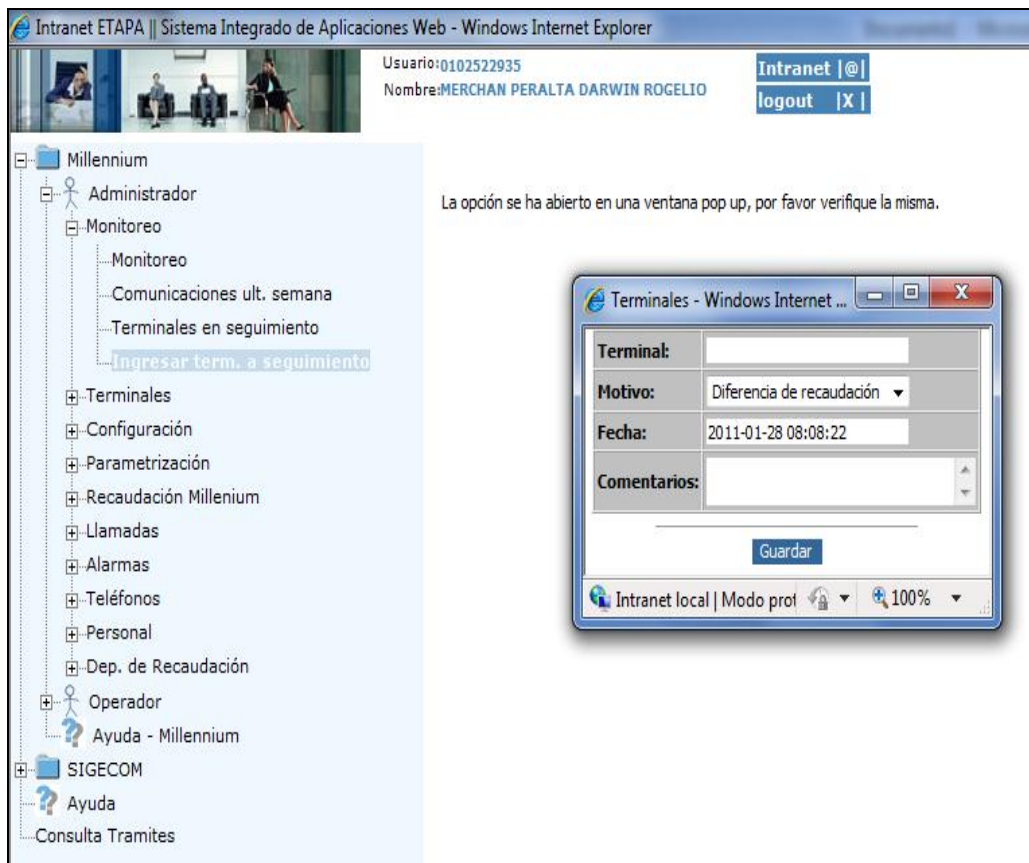 Intranet ETAPA || Sistema Integrado de Aplicaciones Web - Windows Internet Explorer
Usuario:0102522935
Nombre:MERCHAN PERALTA DARWIN ROGELIO
Intranet |@|
logout |X|
Millennium
Administrador
Monitoreo
Monitoreo
Comunicaciones ult. semana
Terminales en seguimiento
Ingresar term. a seguimiento
Terminales
Configuración
Parametrización
Recaudación Millenium
Llamadas
Alarmas
Teléfonos
Personal
Dep. de Recaudación
Operador
Ayuda - Millennium
SIGECOM
Ayuda
Consulta Tramites
La opción se ha abierto en una ventana pop up, por favor verifique la misma.
Terminales - Windows Internet ...
Terminal:
Motivo: Diferencia de recaudación
Fecha: 2011-01-28 08:08:22
Comentarios:
Guardar
Intranet local | Modo prot 100%